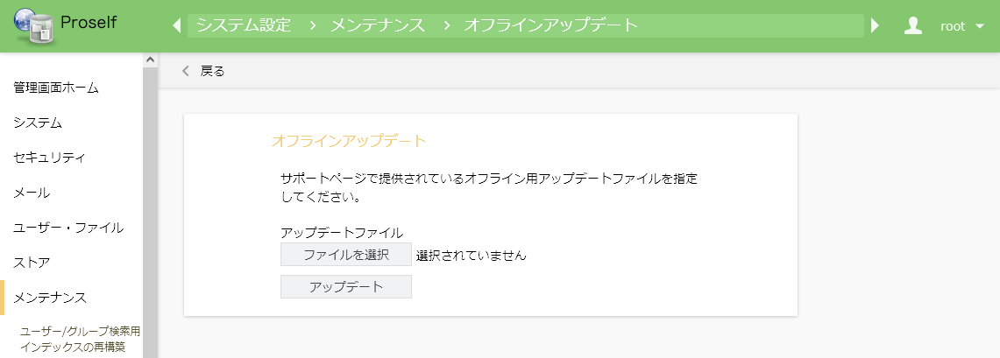 Proself
システム設定 > メンテナンス > オフラインアップデート
root
戻る
管理画面ホーム
システム
セキュリティ
メール
ユーザー・ファイル
ストア
メンテナンス
ユーザー/グループ検索用
インデックスの再構築
オフラインアップデート
サポートページで提供されているオフライン用アップデートファイルを指定
してください。
アップデートファイル
ファイルを選択 選択されていません
アップデート